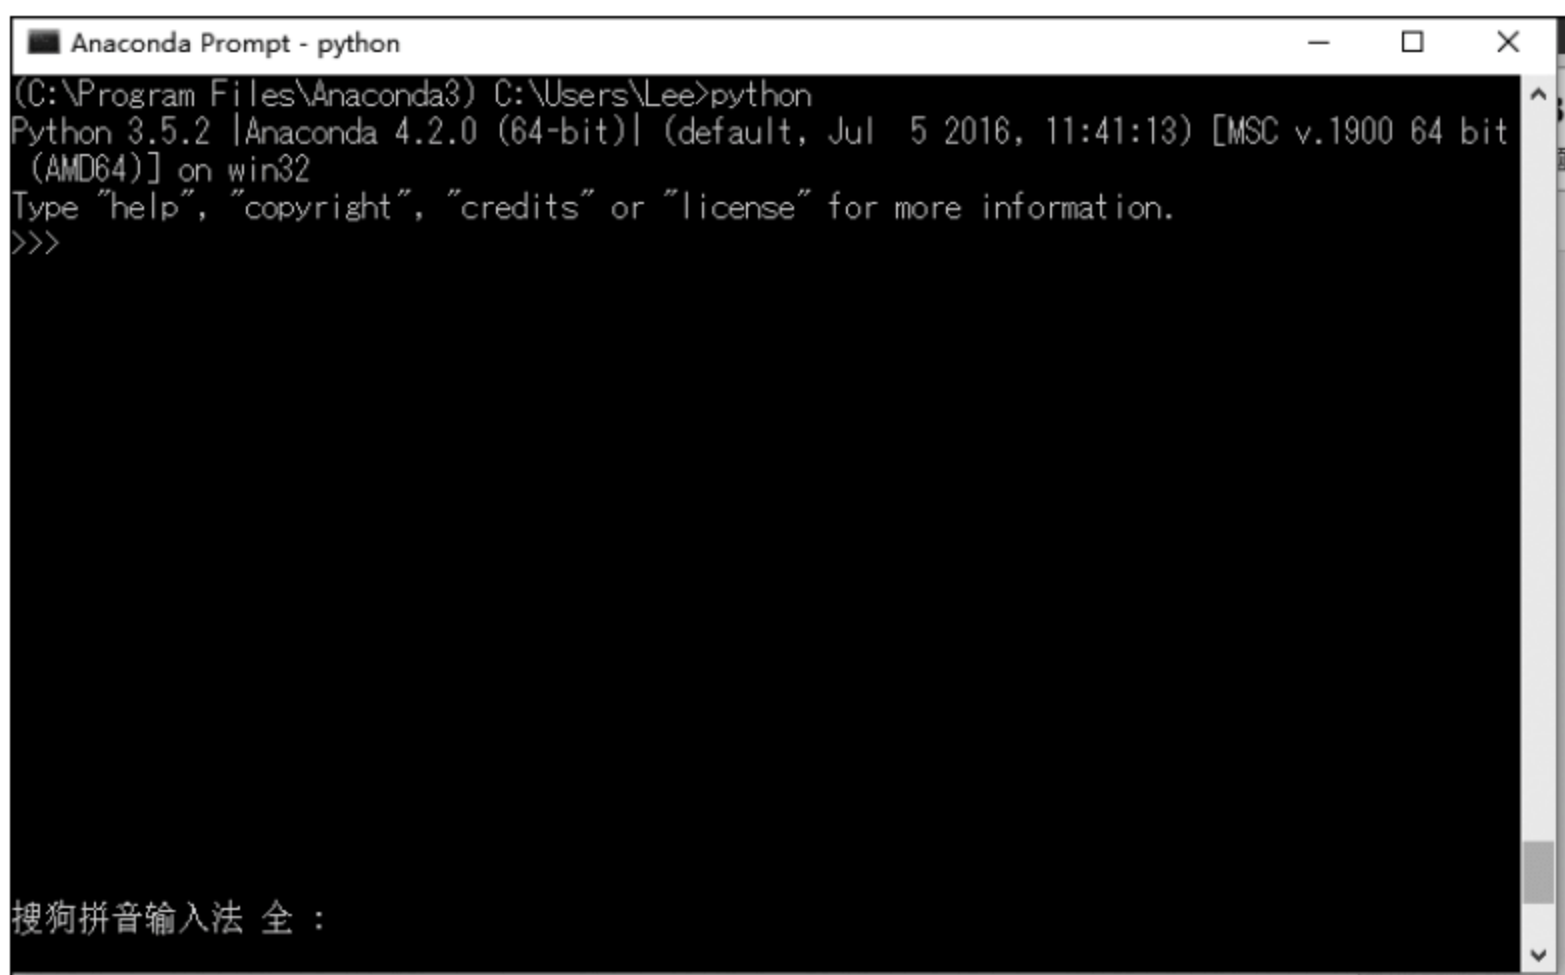 Anaconda Prompt - python
(C:\Program Files\Anaconda3) C:\Users\Lee>python
Python 3.5.2 |Anaconda 4.2.0 (64-bit)| (default, Jul  5 2016, 11:41:13) [MSC v.1900 64 bit
 (AMD64)] on win32
Type "help", "copyright", "credits" or "license" for more information.
>>>
搜狗拼音输入法 全 :